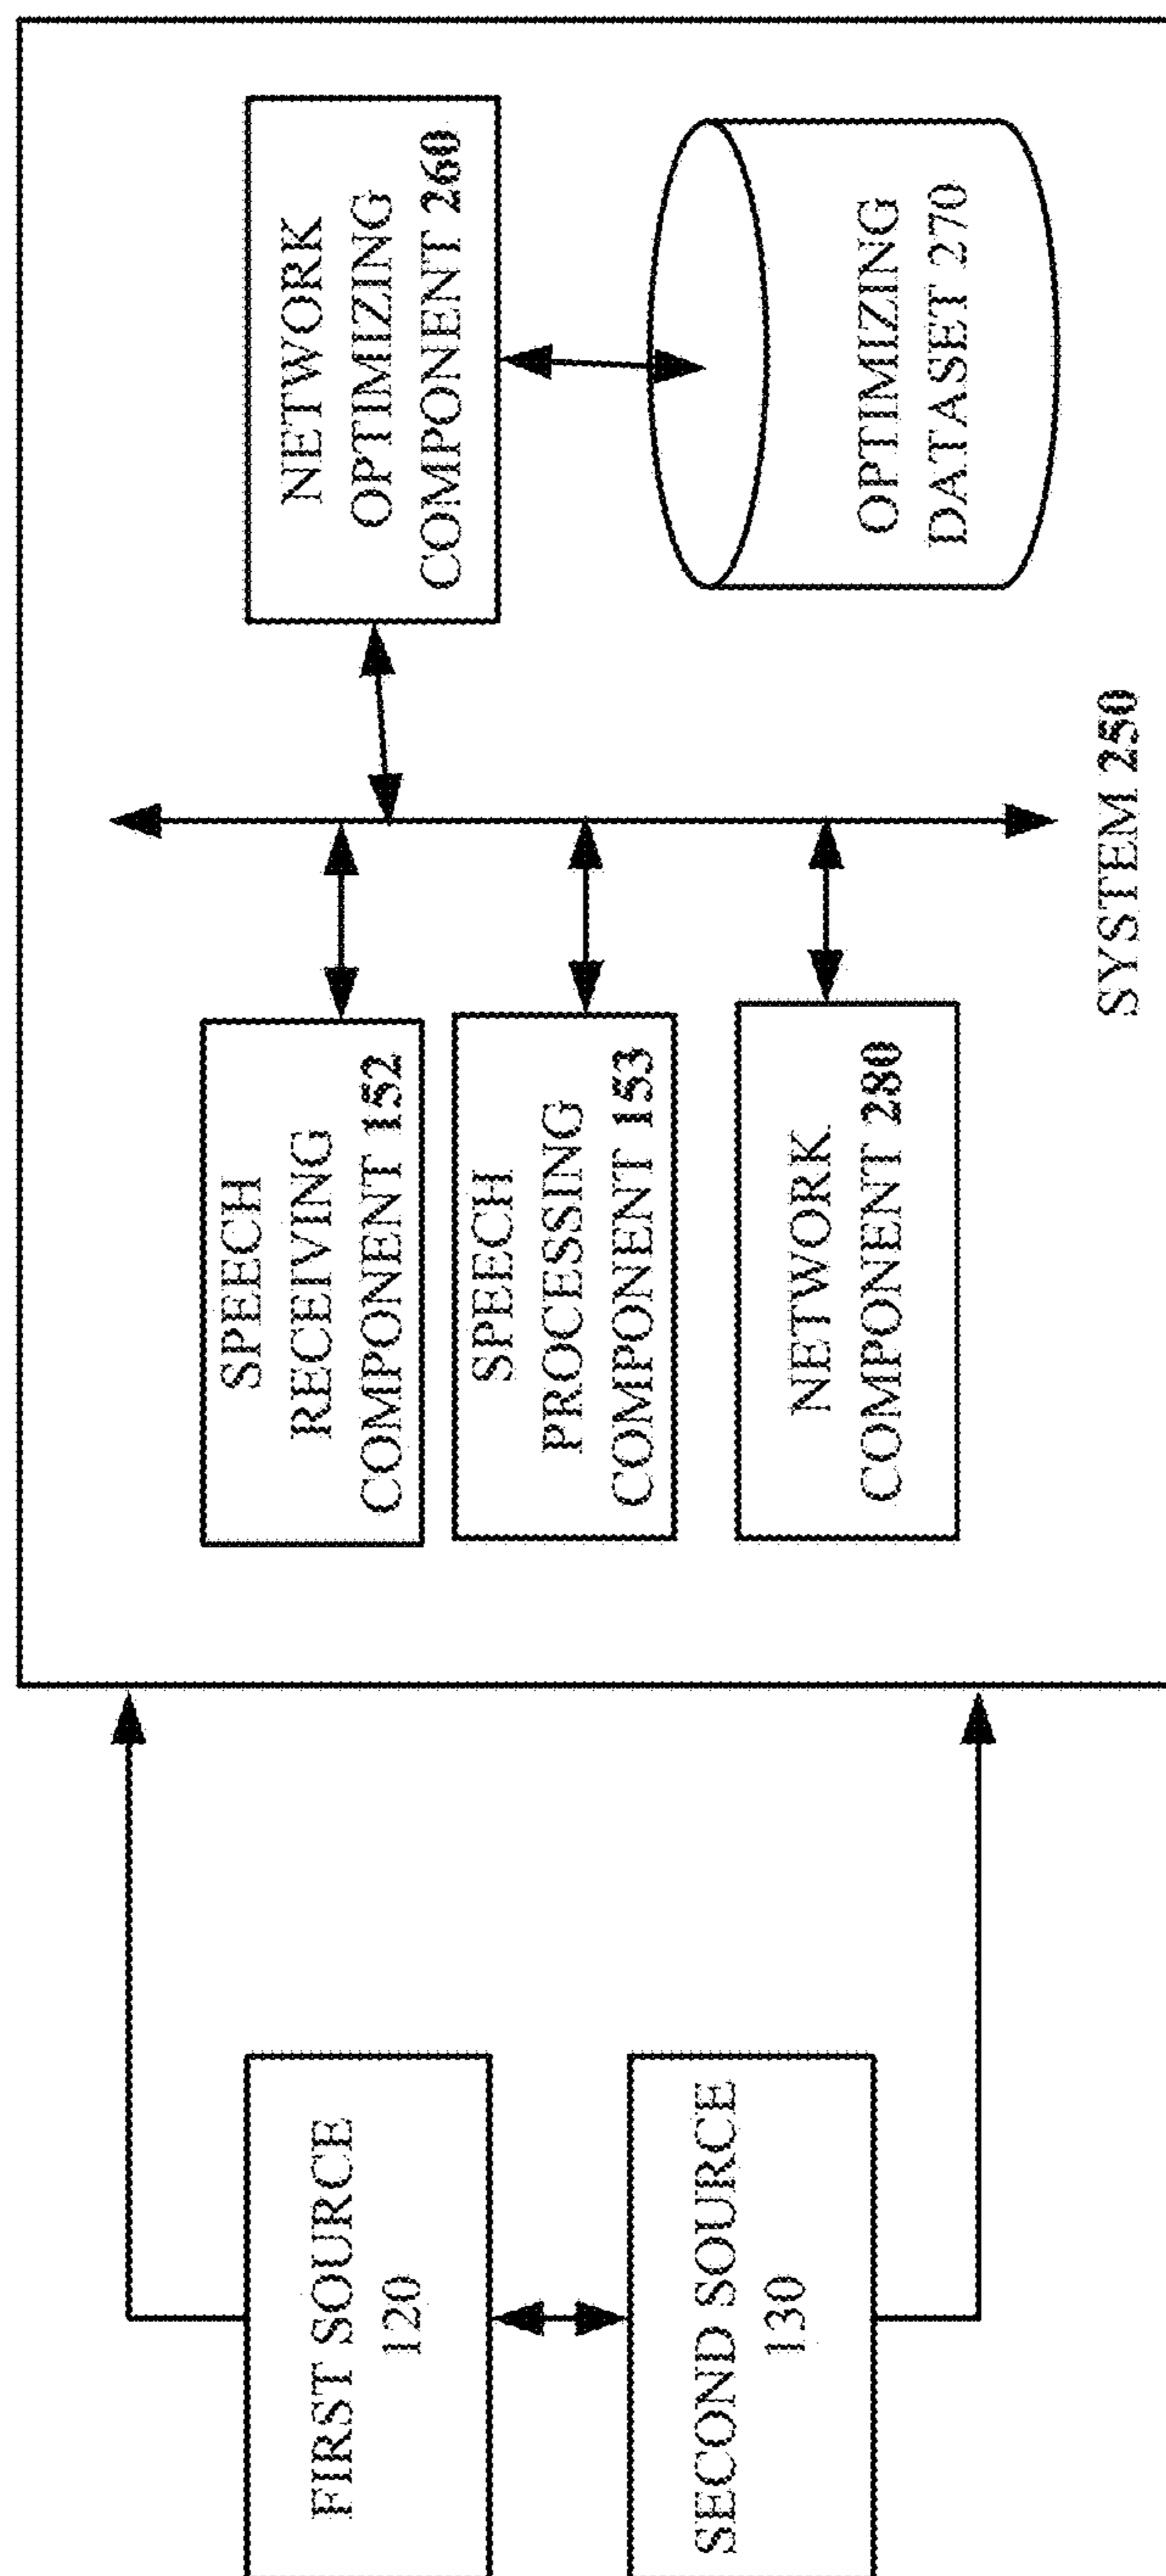 FIRST SOURCE
120
SECOND SOURCE
130
SPEECH
RECEIVING
COMPONENT 152
SPEECH
PROCESSING
COMPONENT 153
NETWORK
COMPONENT 280
NETWORK
OPTIMIZING
COMPONENT 260
OPTIMIZING
DATASET 270
SYSTEM 250